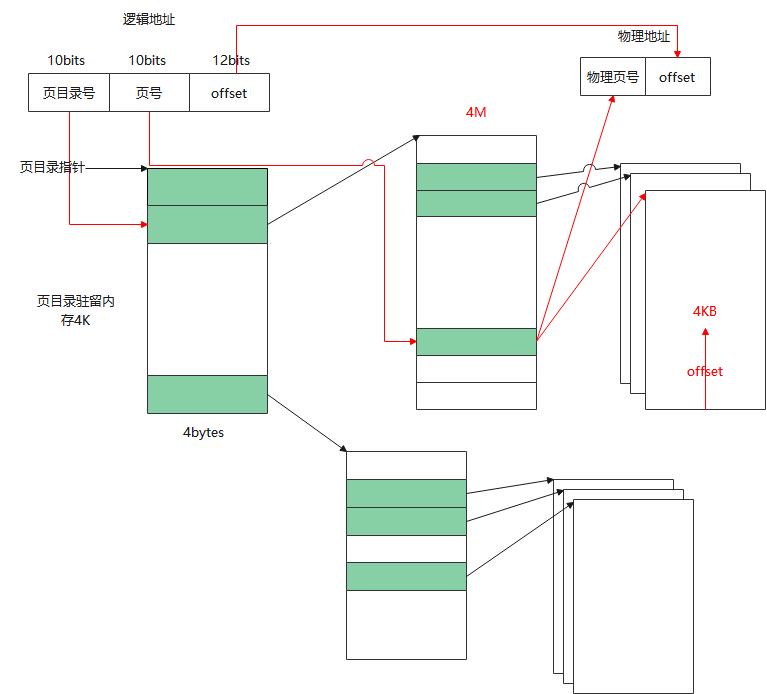 逻辑地址
物理地址
10bits
10bits
12bits
页目录号
页号
offset
物理页号
offset
4M
页目录指针
页目录驻留内
存4K
4KB
offset
4bytes